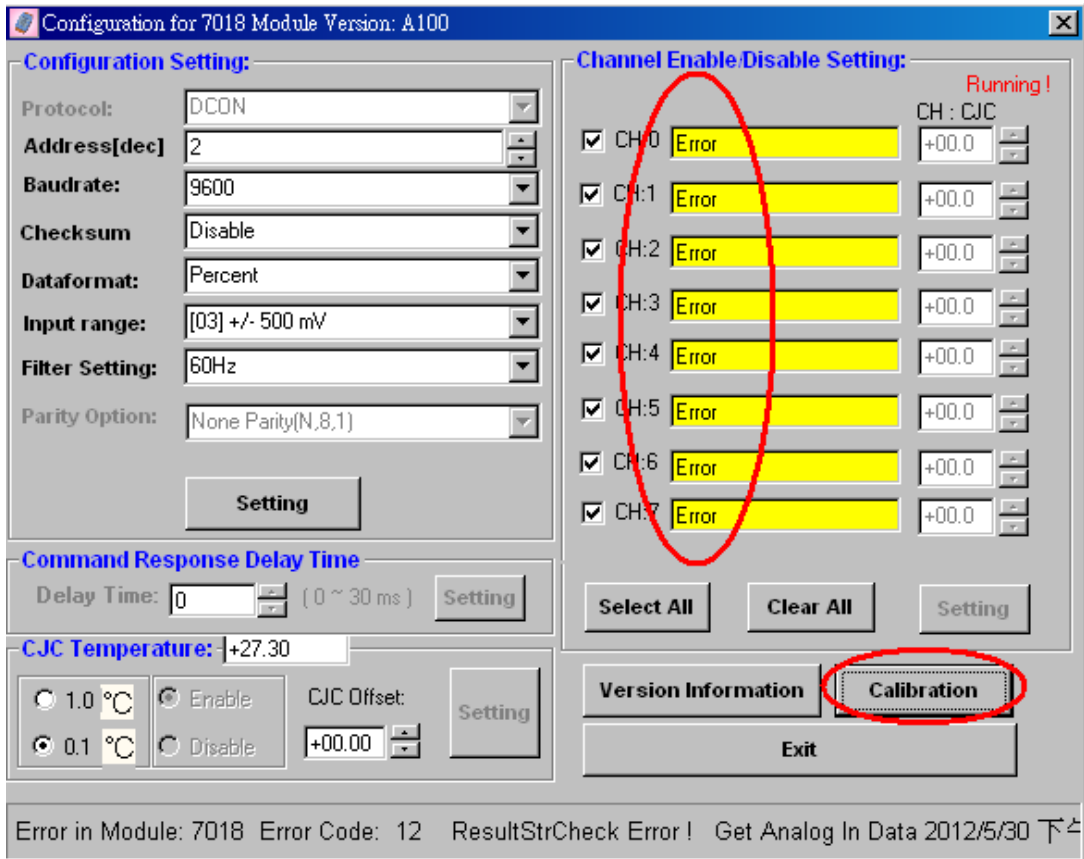 Configuration for 7018 Module Version: A100
Configuration Setting:
Protocol: DCON
Address[dec] 2
Baudrate: 9600
Checksum Disable
Dataformat: Percent
Input range: [03] +/- 500 mV
Filter Setting: 60Hz
Parity Option: None Parity(N,8,1)
Setting
Command Response Delay Time
Delay Time: 0 ( 0 ~ 30 ms ) Setting
CJC Temperature: +27.30
1.0 °C Enable CJC Offset:
Setting
0.1 °C Disable +00.00
Channel Enable/Disable Setting:
Running !
CH : CJC
CH:0 Error +00.0
CH:1 Error +00.0
CH:2 Error +00.0
CH:3 Error +00.0
CH:4 Error +00.0
CH:5 Error +00.0
CH:6 Error +00.0
CH:7 Error +00.0
Select All Clear All Setting
Version Information Calibration
Exit
Error in Module: 7018 Error Code: 12 ResultStrCheck Error ! Get Analog In Data 2012/5/30 下